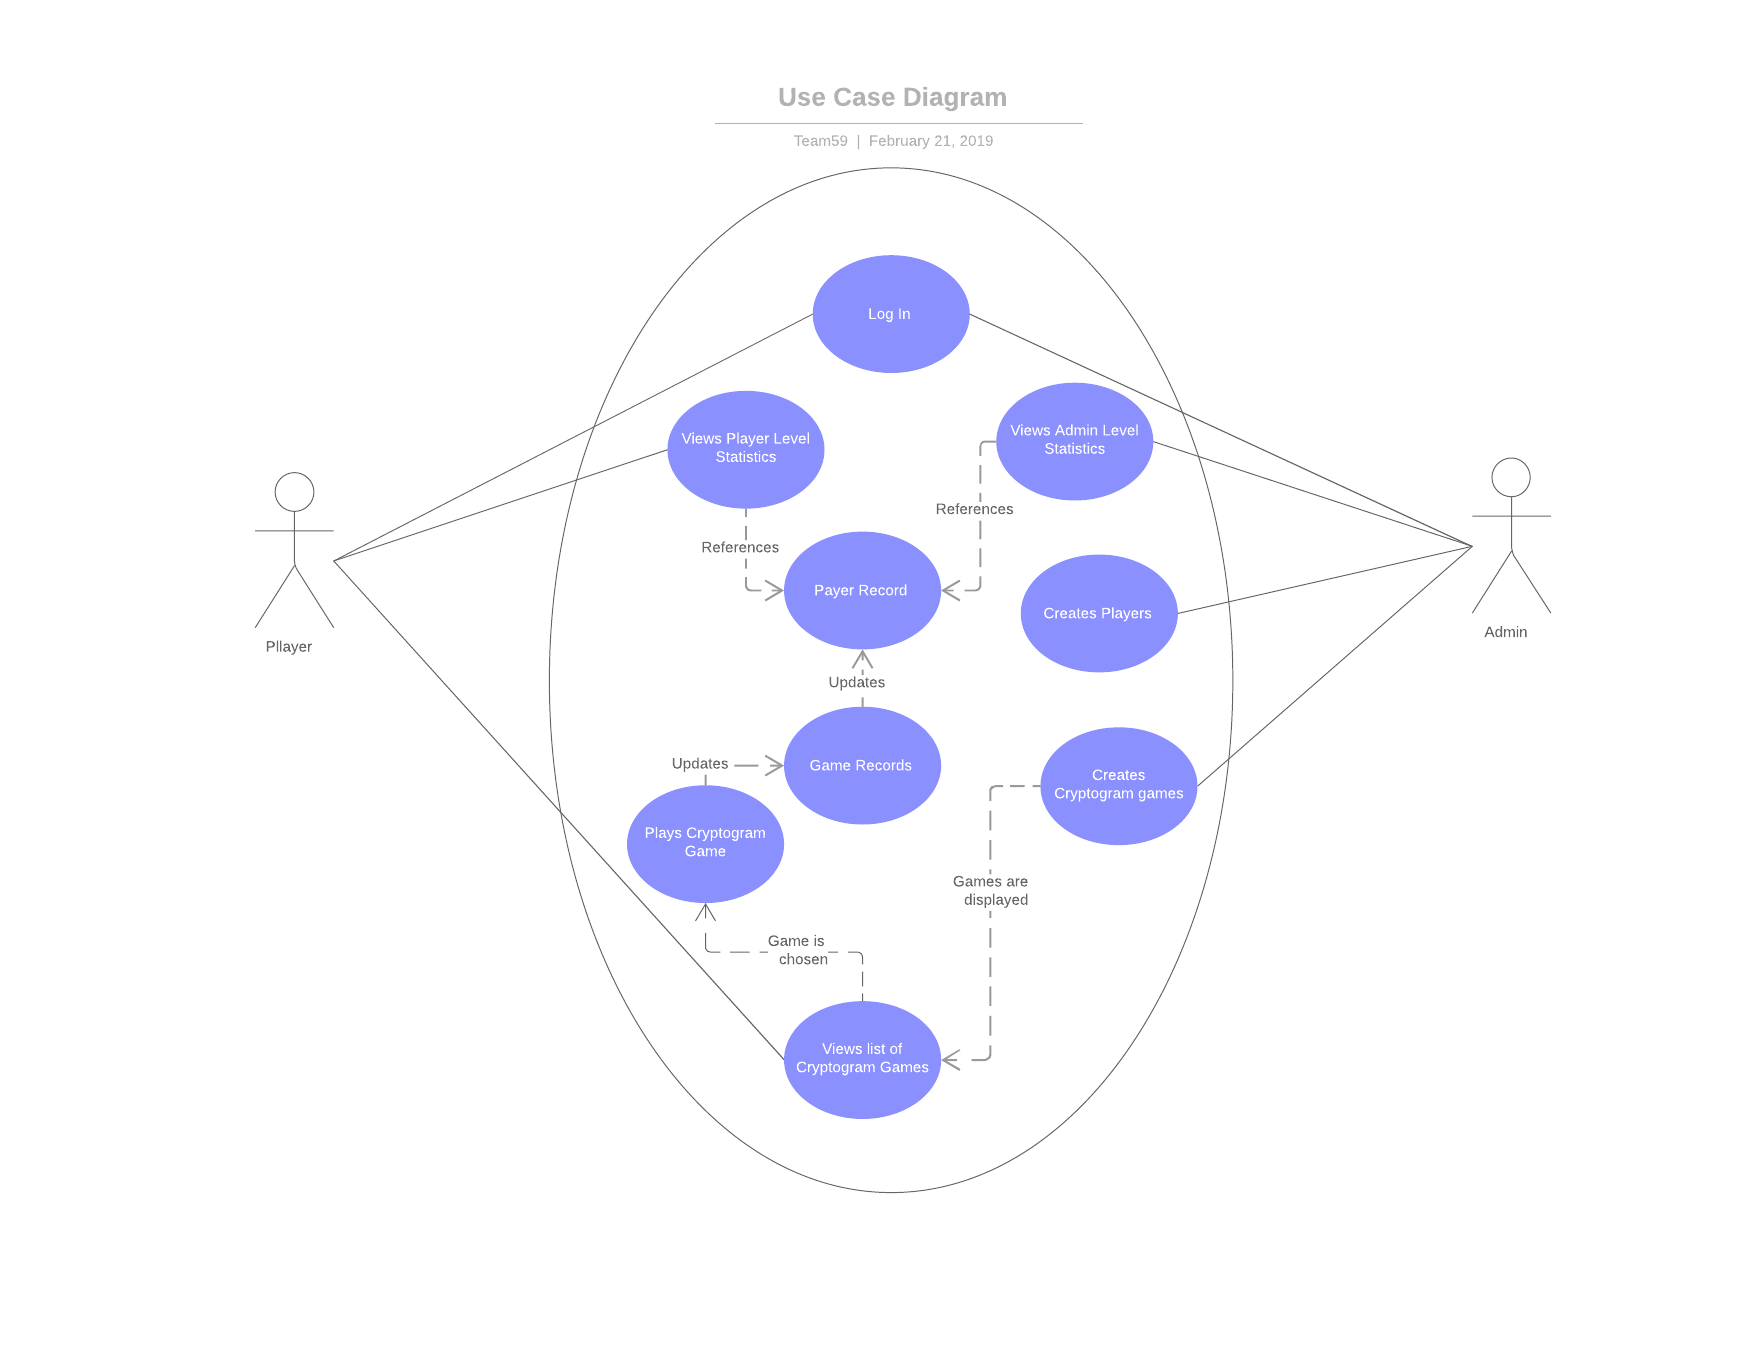 Use Case Diagram
Team59 | February 21, 2019
Log In
Views Player Level
Statistics
Views Admin Level
Statistics
References
References
Payer Record
Creates Players
Pllayer
Admin
Updates
Updates
Game Records
Creates
Cryptogram games
Plays Cryptogram
Game
Games are
displayed
Game is
chosen
Views list of
Cryptogram Games